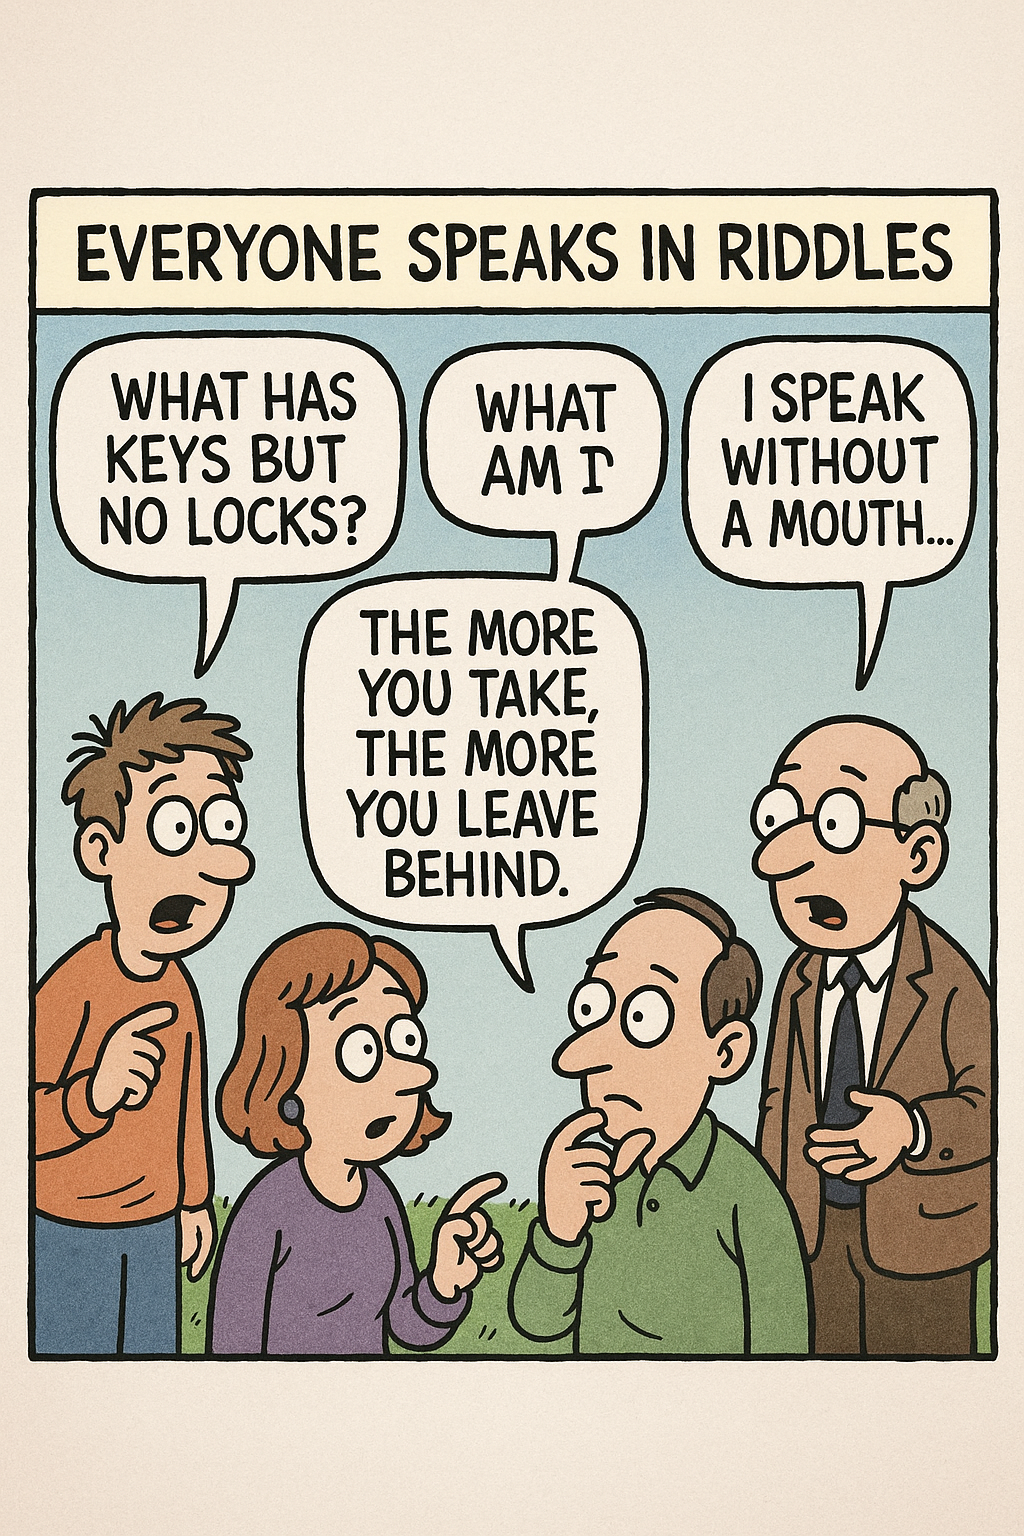 EVERYONE SPEAKS IN RIDDLES
WHAT HAS
KEYS BUT
NO LOCKS?
WHAT
AM
I SPEAK
WITHOUT
A MOUTH...
THE MORE
YOU TAKE,
THE MORE
YOU LEAVE
BEHIND.